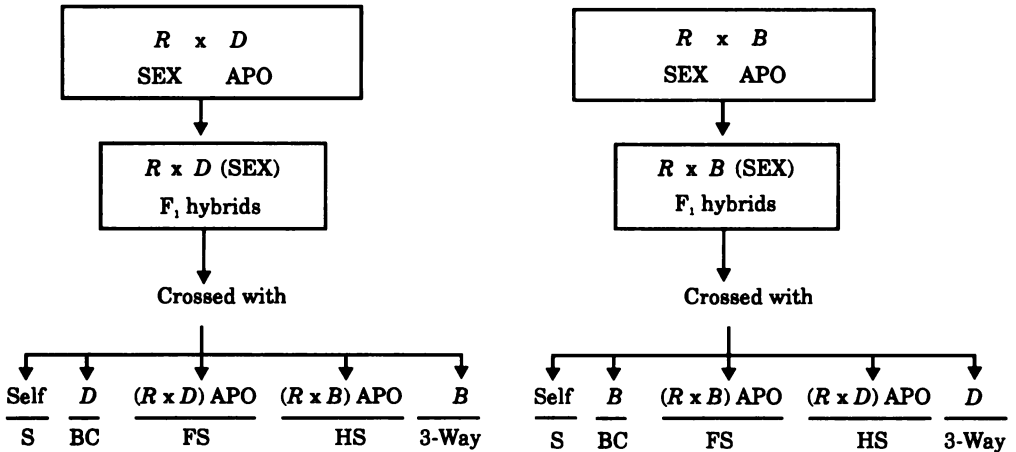 R x D
SEX APO
R x D (SEX)
F₁ hybrids
Crossed with
Self D (R x D) APO (R x B) APO B
S BC FS HS 3-Way
R x B
SEX APO
R x B (SEX)
F₁ hybrids
Crossed with
Self B (R x B) APO (R x D) APO D
S BC FS HS 3-Way